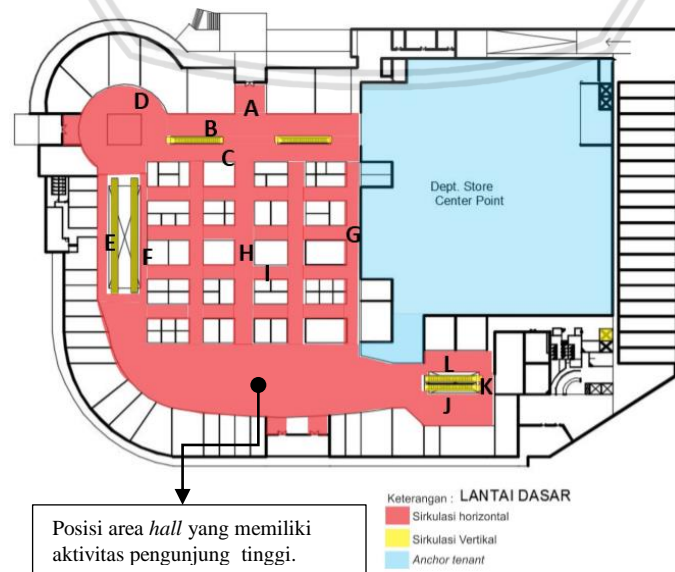 D
A
B
C
Dept. Store
Center Point
E
F
H
G
I
L
K
J
Posisi area hall yang memiliki
aktivitas pengunjung tinggi.
Keterangan : LANTAI DASAR
Sirkulasi horizontal
Sirkulasi Vertikal
Anchor tenant